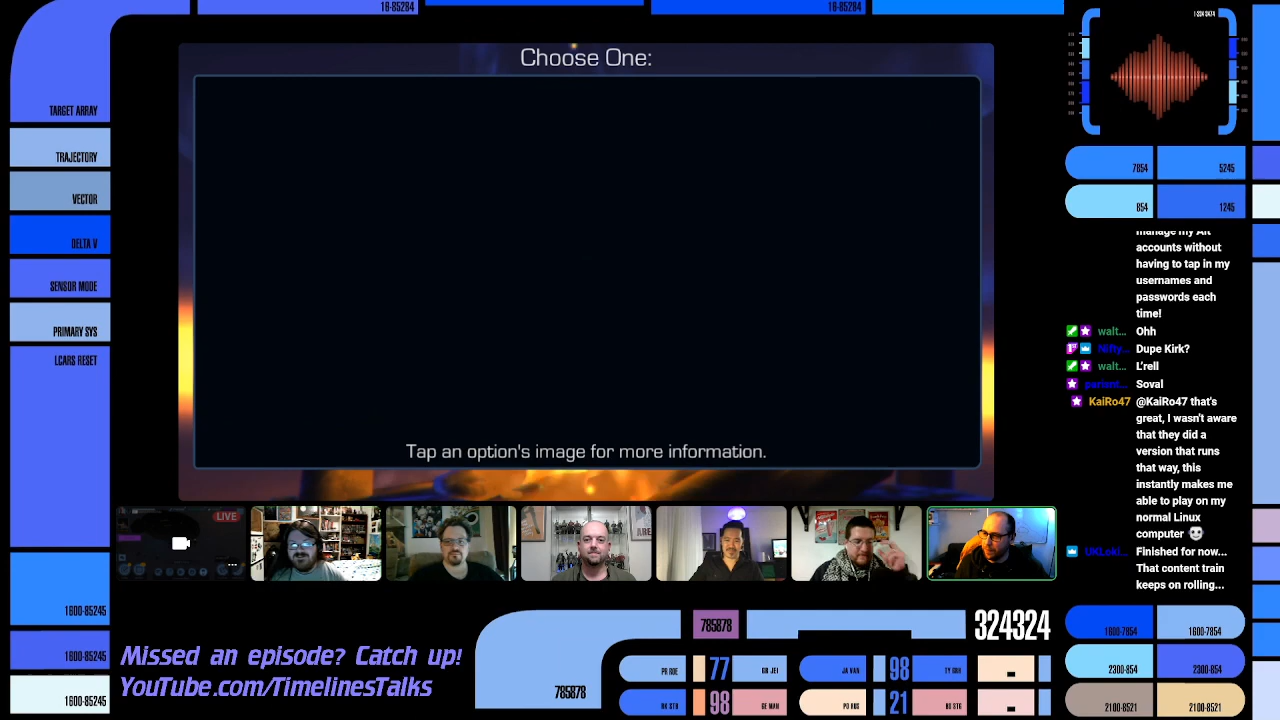 16-85284
16-85284
TARGET ARRAY
TRAJECTORY
VECTOR
DELTA V
SENSOR MODE
PRIMARY SYS
LCARS RESET
1600-85245
1600-85245
1600-85245
Choose One:
Tap an option's image for more information.
LIVE
7854
5245
854
1245
manage my Alt
accounts without
having to tap in my
usernames and
passwords each
time!
walt... Ohh
Nifty... Dupe Kirk?
walt... L'rell
Soval
KaiRo47 @KaiRo47 that's
great, I wasn't aware
that they did a
version that runs
that way, this
instantly makes me
able to play on my
normal Linux
computer
UKLoki... Finished for now...
That content train
keeps on rolling...
Missed an episode? Catch up!
YouTube.com/TimelinesTalks
785878
785878
324324
77
98
98
21
1600-7854
1600-7854
2300-854
2300-854
2100-8521
2100-8521